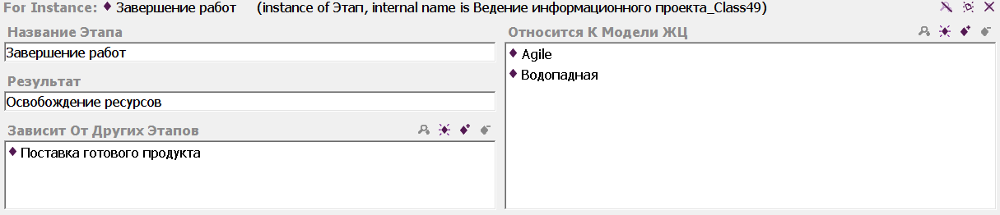 For Instance: Завершение работ (instance of Этап, internal name is Ведение информационного проекта_Class49)
Название Этапа
Завершение работ
Результат
Освобождение ресурсов
Зависит От Других Этапов
Поставка готового продукта
Относится К Модели ЖЦ
Agile
Водопадная